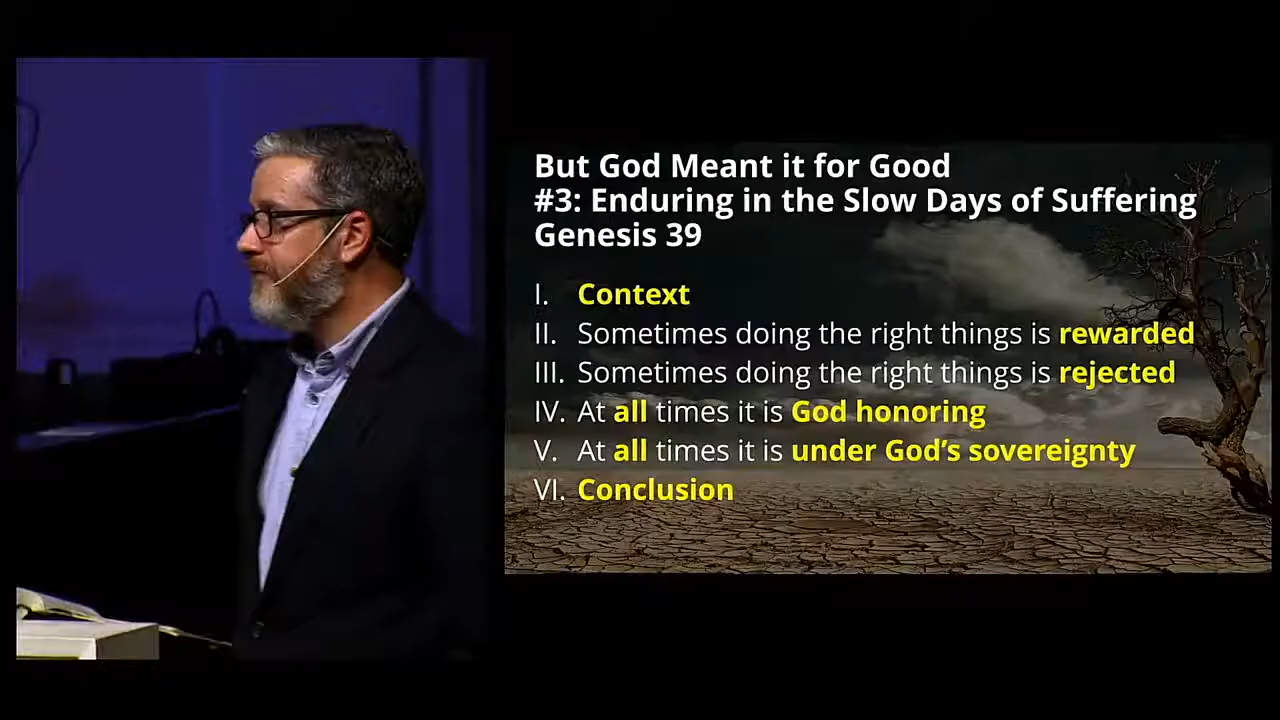 But God Meant it for Good
#3: Enduring in the Slow Days of Suffering
Genesis 39
I. Context
II. Sometimes doing the right things is rewarded
III. Sometimes doing the right things is rejected
IV. At all times it is God honoring
V. At all times it is under God’s sovereignty
VI. Conclusion